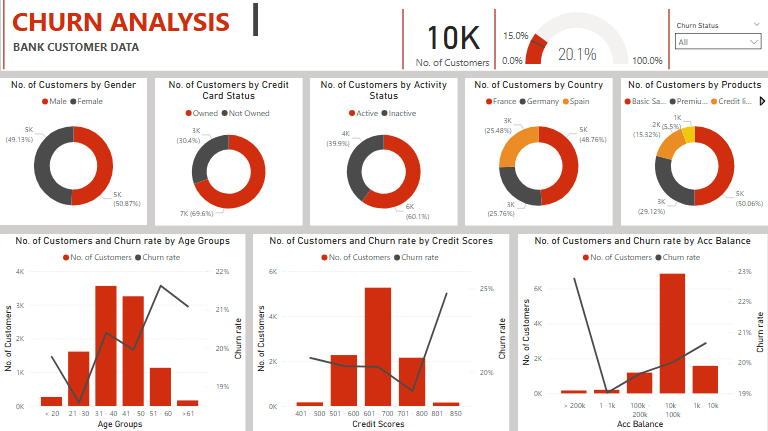 CHURN ANALYSIS
BANK CUSTOMER DATA
10K
No. of Customers
15.0%
0.0%
20.1%
100.0%
Churn Status
All
No. of Customers by Gender
Male Female
5K
(49.13%)
5K
(50.87%)
No. of Customers by Credit
Card Status
Owned Not Owned
3K
(30.4%)
7K (69.6%)
No. of Customers by Activity
Status
Active Inactive
4K
(39.9%)
6K
(60.1%)
No. of Customers by Country
France Germany Spain
3K
(25.48%)
5K
(48.76%)
3K
(25.76%)
No. of Customers by Products
Basic Sa... Premiu... Credit li...
1K
(5.5%)
2K
(15.32%)
3K
(29.12%)
5K
(50.06%)
No. of Customers and Churn rate by Age Groups
No. of Customers Churn rate
No. of Customers
4K
3K
2K
1K
0K
22%
21%
20%
19%
Churn rate
< 20 21 - 30 31 - 40 41 - 50 51 - 60 >61
Age Groups
No. of Customers and Churn rate by Credit Scores
No. of Customers Churn rate
No. of Customers
6K
4K
2K
0K
25%
20%
Churn rate
401 - 500 501 - 600 601 - 700 701 - 800 801 - 850
Credit Scores
No. of Customers and Churn rate by Acc Balance
No. of Customers Churn rate
No. of Customers
6K
4K
2K
0K
23%
22%
21%
20%
19%
Churn rate
> 200k 1 - 1k 100k - 200k 10k - 100k 1k - 10k
Acc Balance